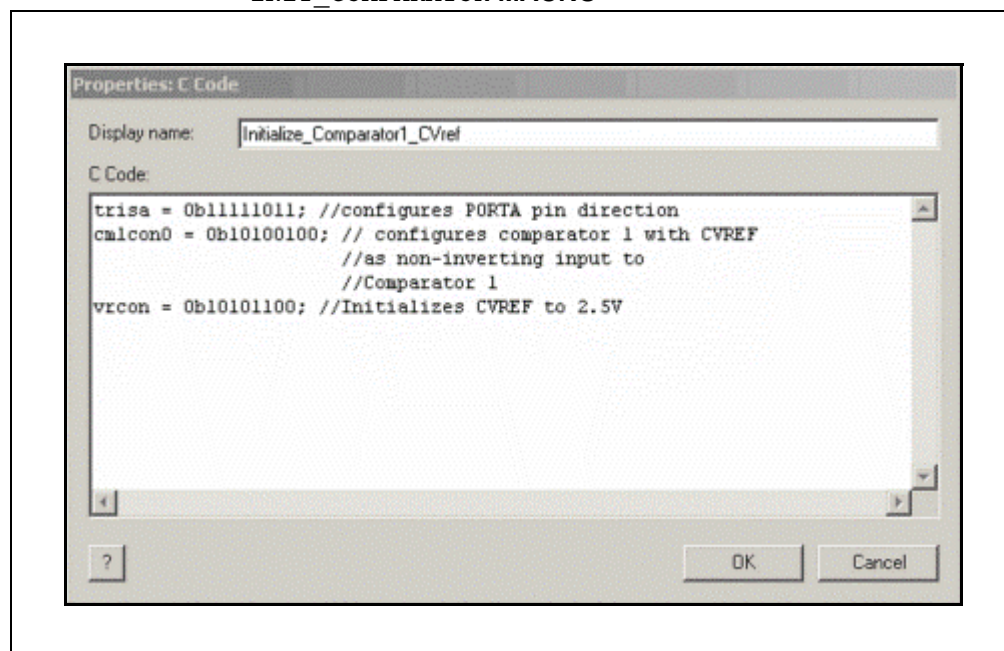 Properties: C Code
Display name: Initialize_Comparator1_CVref
C Code:
trisa = 0b11111011; //configures PORTA pin direction
cm1con0 = 0b10100100; // configures comparator 1 with CVREF
//as non-inverting input to
//Comparator 1
vrcon = 0b10101100; //Initializes CVREF to 2.5V
?
OK
Cancel